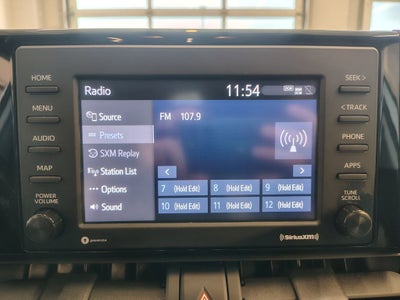 Radio 11:54
HOME
MENU
AUDIO
MAP
POWER
VOLUME
Source
Presets
SXM Replay
Station List
Options
Sound
FM 107.9
< >
7 (Hold Edit) 8 (Hold Edit) 9 (Hold Edit)
10 (Hold Edit) 11 (Hold Edit) 12 (Hold Edit)
SEEK >
< TRACK
PHONE
APPS
TUNE
SCROLL
SiriusXM